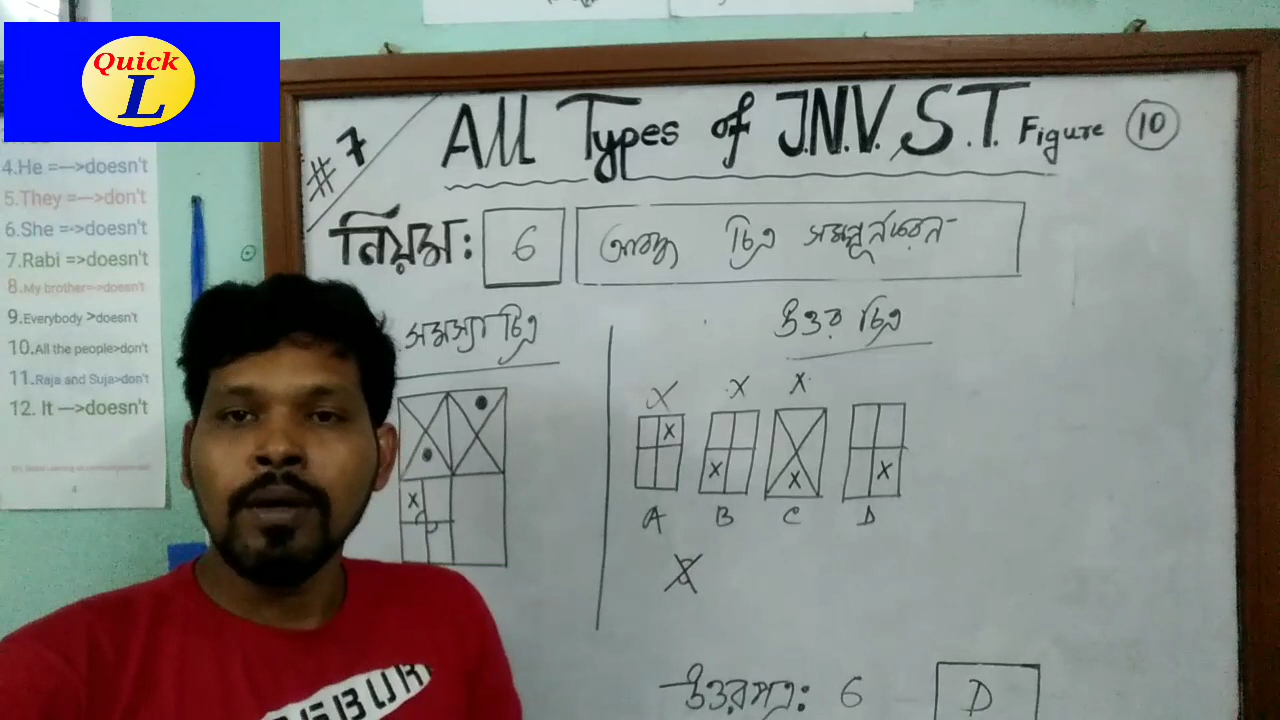 Quick
L
4.He =--->doesn't
5.They =--->don't
6.She =->doesn't
7.Rabi =>doesn't
8.My brother=->doesn't
9.Everybody >doesn't
10.All the people>don't
11.Raja and Suja>don't
12. It --->doesn't
4
#7
All Types of J.N.V.S.T. Figure 10
নিয়ম: 6 চিত্র সম্পূর্নকরন
সমস্যা চিত্র
উত্তর চিত্র
x x x
x x x x
A B C D
x
উত্তরপত্র: 6 D